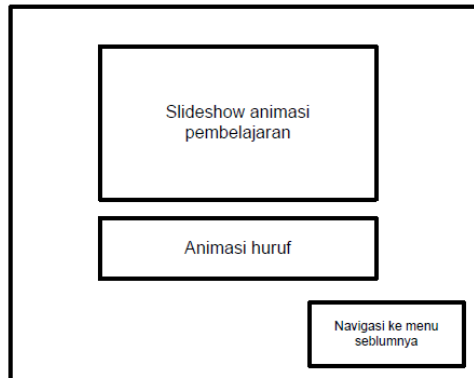 Slideshow animasi
pembelajaran
Animasi huruf
Navigasi ke menu
seblumnya